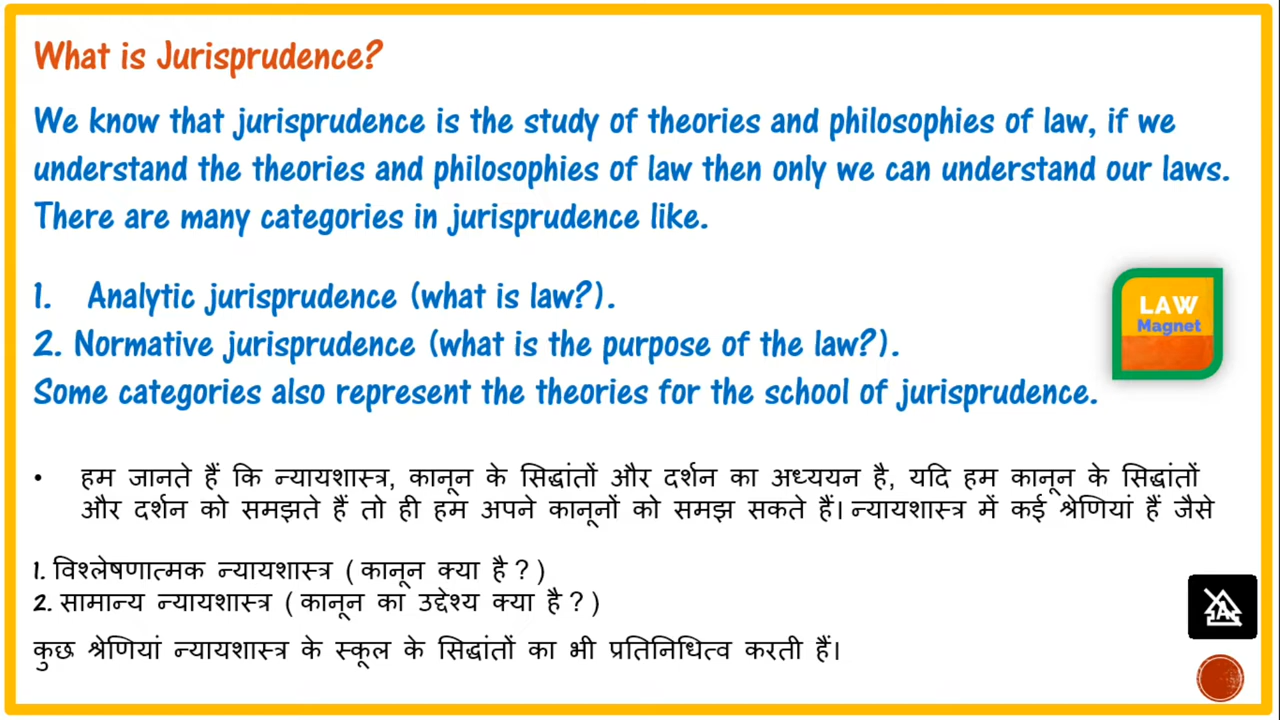 What is Jurisprudence?
We know that jurisprudence is the study of theories and philosophies of law, if we
understand the theories and philosophies of law then only we can understand our laws.
There are many categories in jurisprudence like.
1. Analytic jurisprudence (what is law?).
2. Normative jurisprudence (what is the purpose of the law?).
Some categories also represent the theories for the school of jurisprudence.
LAW
Magnet
• हम जानते हैं कि न्यायशास्त्र, कानून के सिद्धांतों और दर्शन का अध्ययन है, यदि हम कानून के सिद्धांतों
और दर्शन को समझते हैं तो ही हम अपने कानूनों को समझ सकते हैं। न्यायशास्त्र में कई श्रेणियां हैं जैसे
1. विश्लेषणात्मक न्यायशास्त्र ( कानून क्या है ? )
2. सामान्य न्यायशास्त्र ( कानून का उद्देश्य क्या है ? )
कुछ श्रेणियां न्यायशास्त्र के स्कूल के सिद्धांतों का भी प्रतिनिधित्व करती हैं।